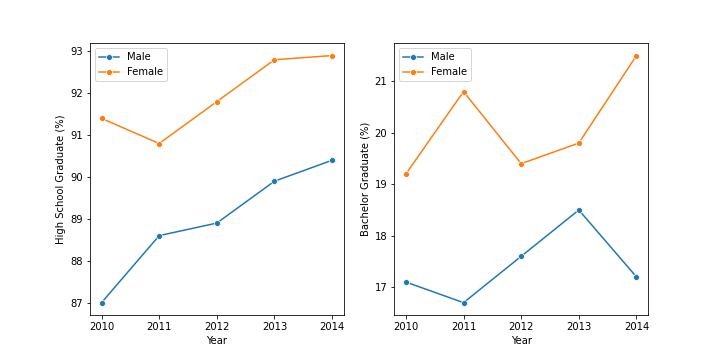 High School Graduate (%)
93
92
91
90
89
88
87
Male
Female
2010 2011 2012 2013 2014
Year
Bachelor Graduate (%)
21
20
19
18
17
Male
Female
2010 2011 2012 2013 2014
Year